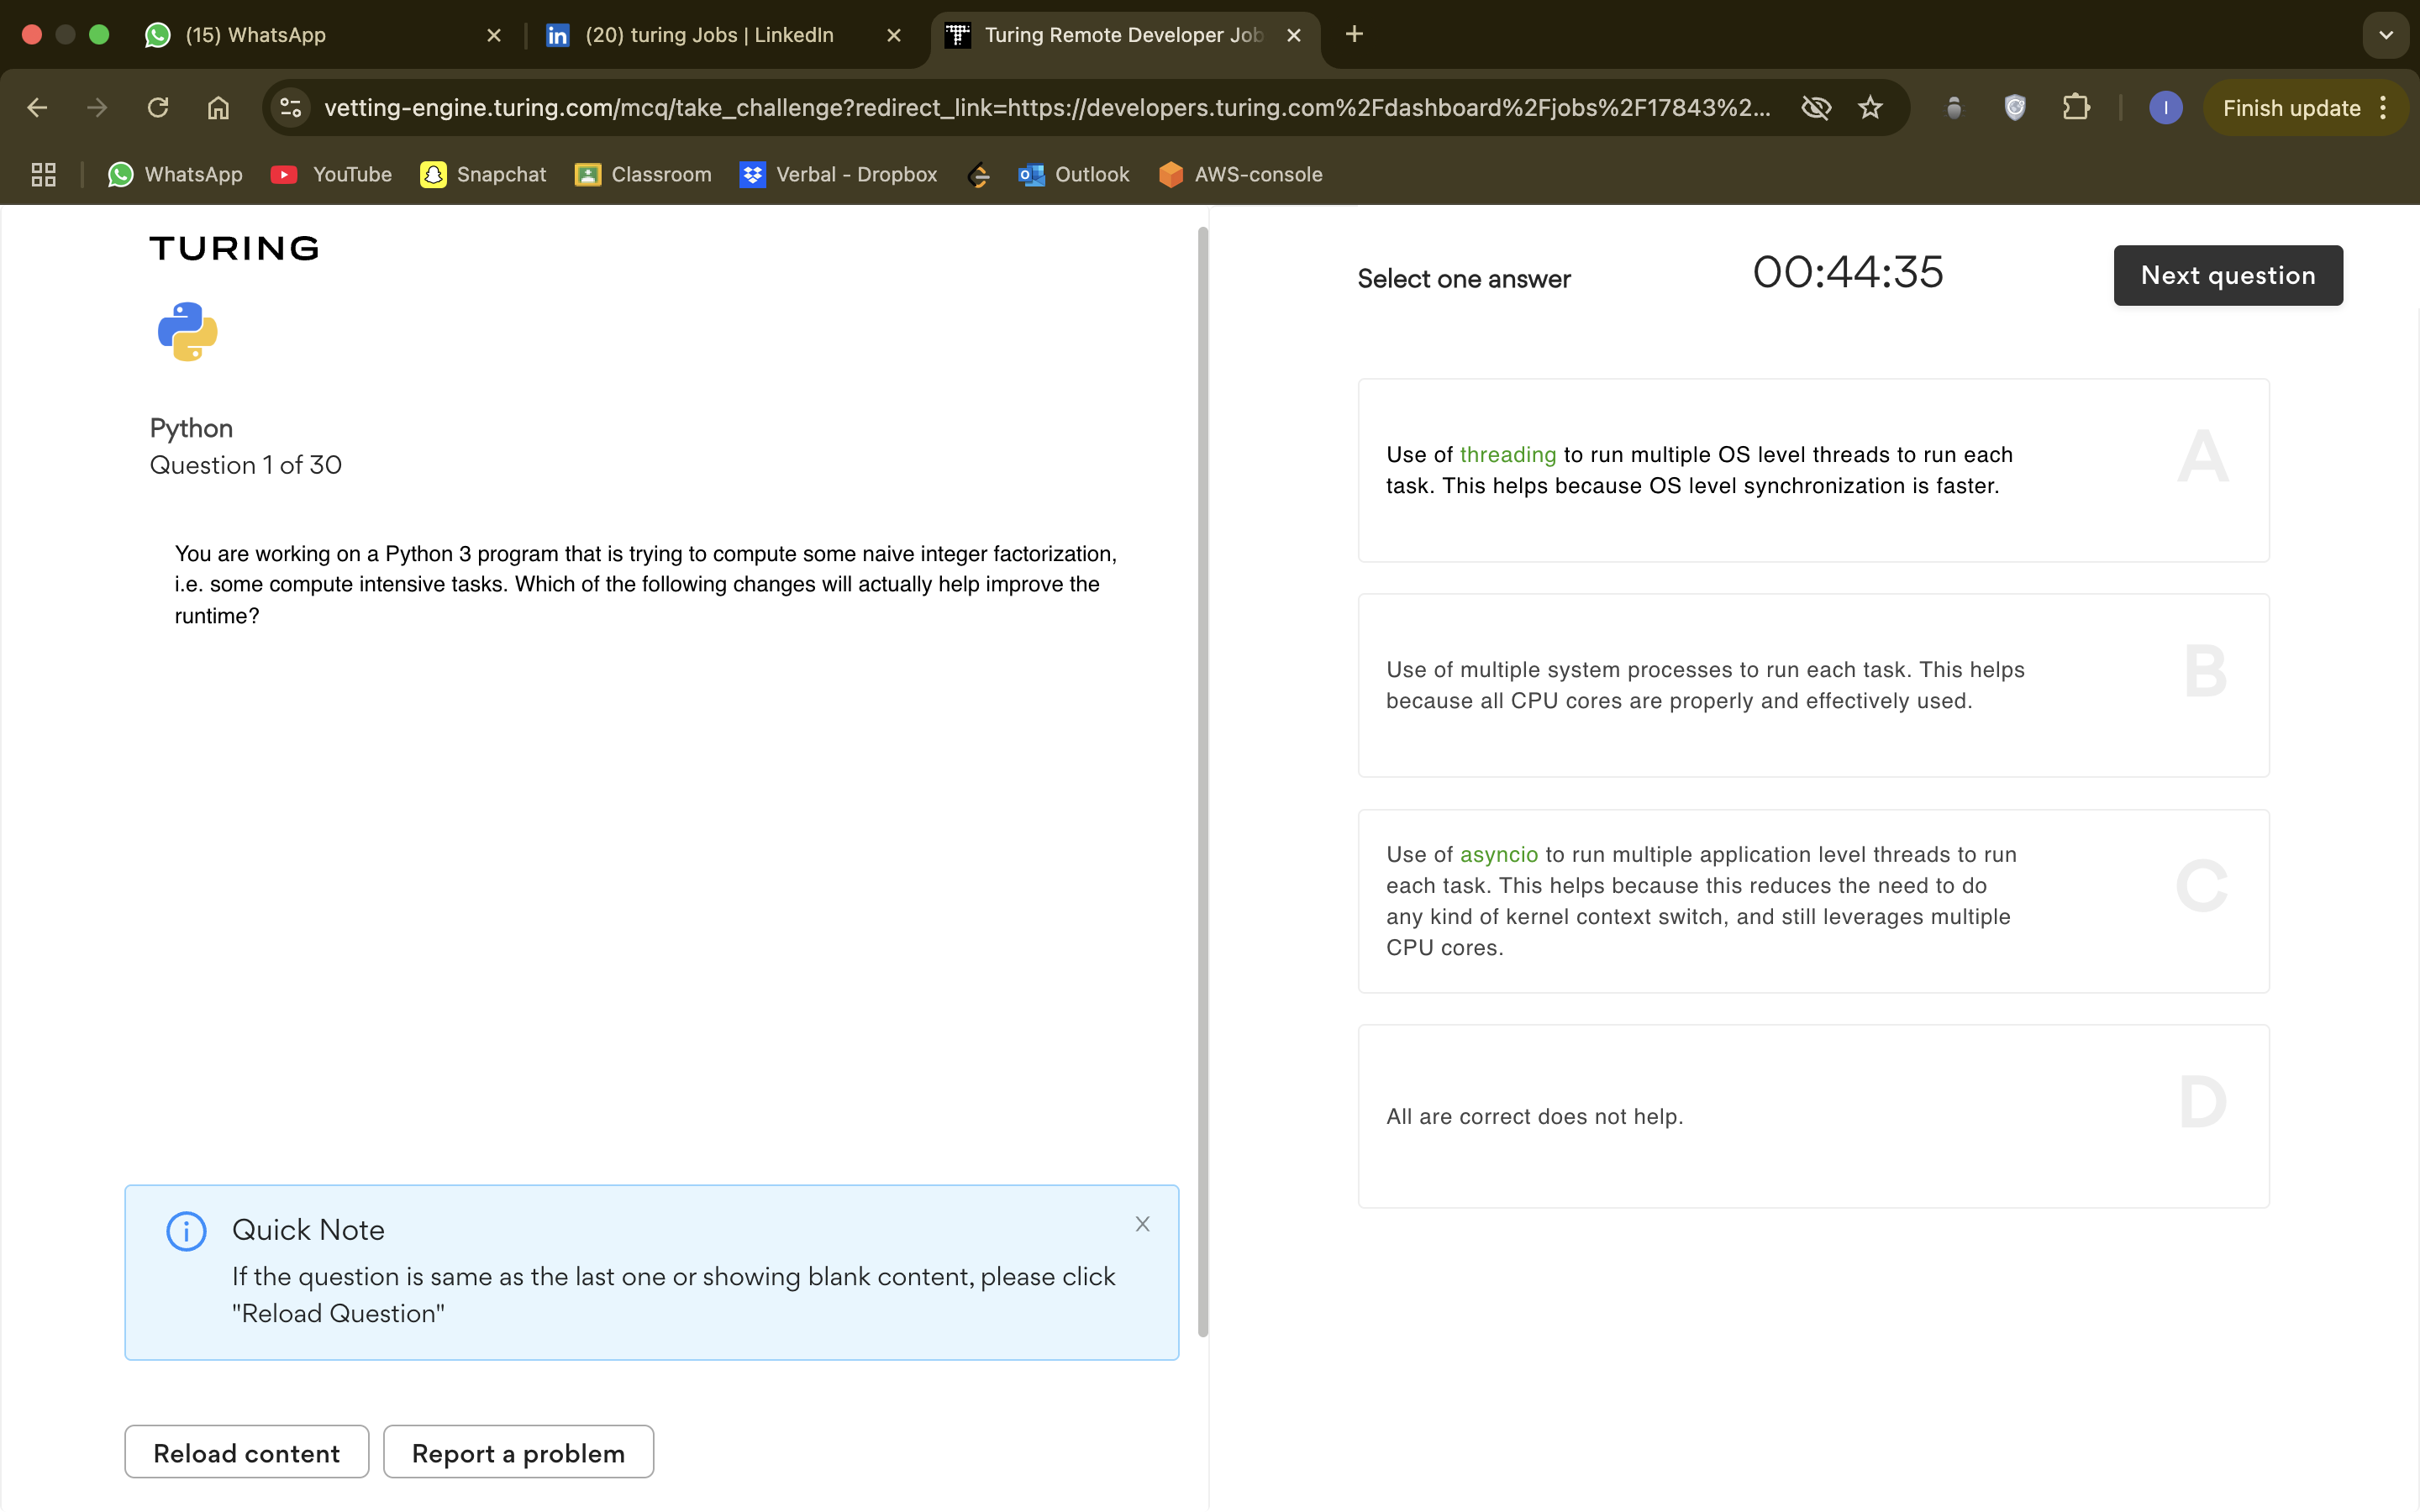 (15) WhatsApp
(20) turing Jobs | LinkedIn
Turing Remote Developer Job
vetting-engine.turing.com/mcq/take_challenge?redirect_link=https://developers.turing.com%2Fdashboard%2Fjobs%2F17843%2...
I
Finish update
WhatsApp
YouTube
Snapchat
Classroom
Verbal - Dropbox
Outlook
AWS-console
TURING
Python
Question 1 of 30
You are working on a Python 3 program that is trying to compute some naive integer factorization,
i.e. some compute intensive tasks. Which of the following changes will actually help improve the
runtime?
Quick Note
If the question is same as the last one or showing blank content, please click
"Reload Question"
Reload content
Report a problem
Select one answer
00:44:35
Next question
Use of threading to run multiple OS level threads to run each
task. This helps because OS level synchronization is faster.
A
Use of multiple system processes to run each task. This helps
because all CPU cores are properly and effectively used.
B
Use of asyncio to run multiple application level threads to run
each task. This helps because this reduces the need to do
any kind of kernel context switch, and still leverages multiple
CPU cores.
C
All are correct does not help.
D